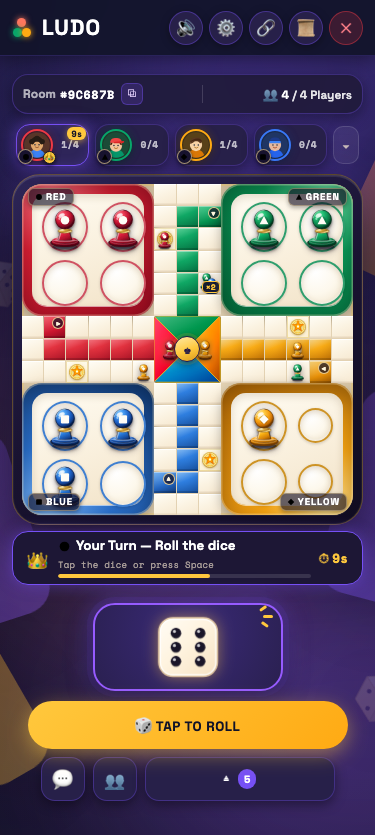 LUDO
Room #9C687B
4 / 4 Players
9s
1/4
0/4
1/4
0/4
RED
GREEN
×2
BLUE
YELLOW
Your Turn — Roll the dice
Tap the dice or press Space
9s
TAP TO ROLL
6